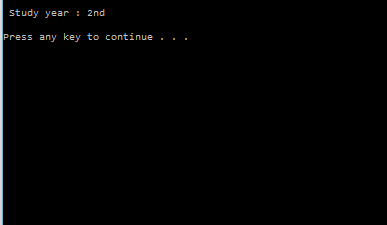 Study year : 2nd
Press any key to continue . . .